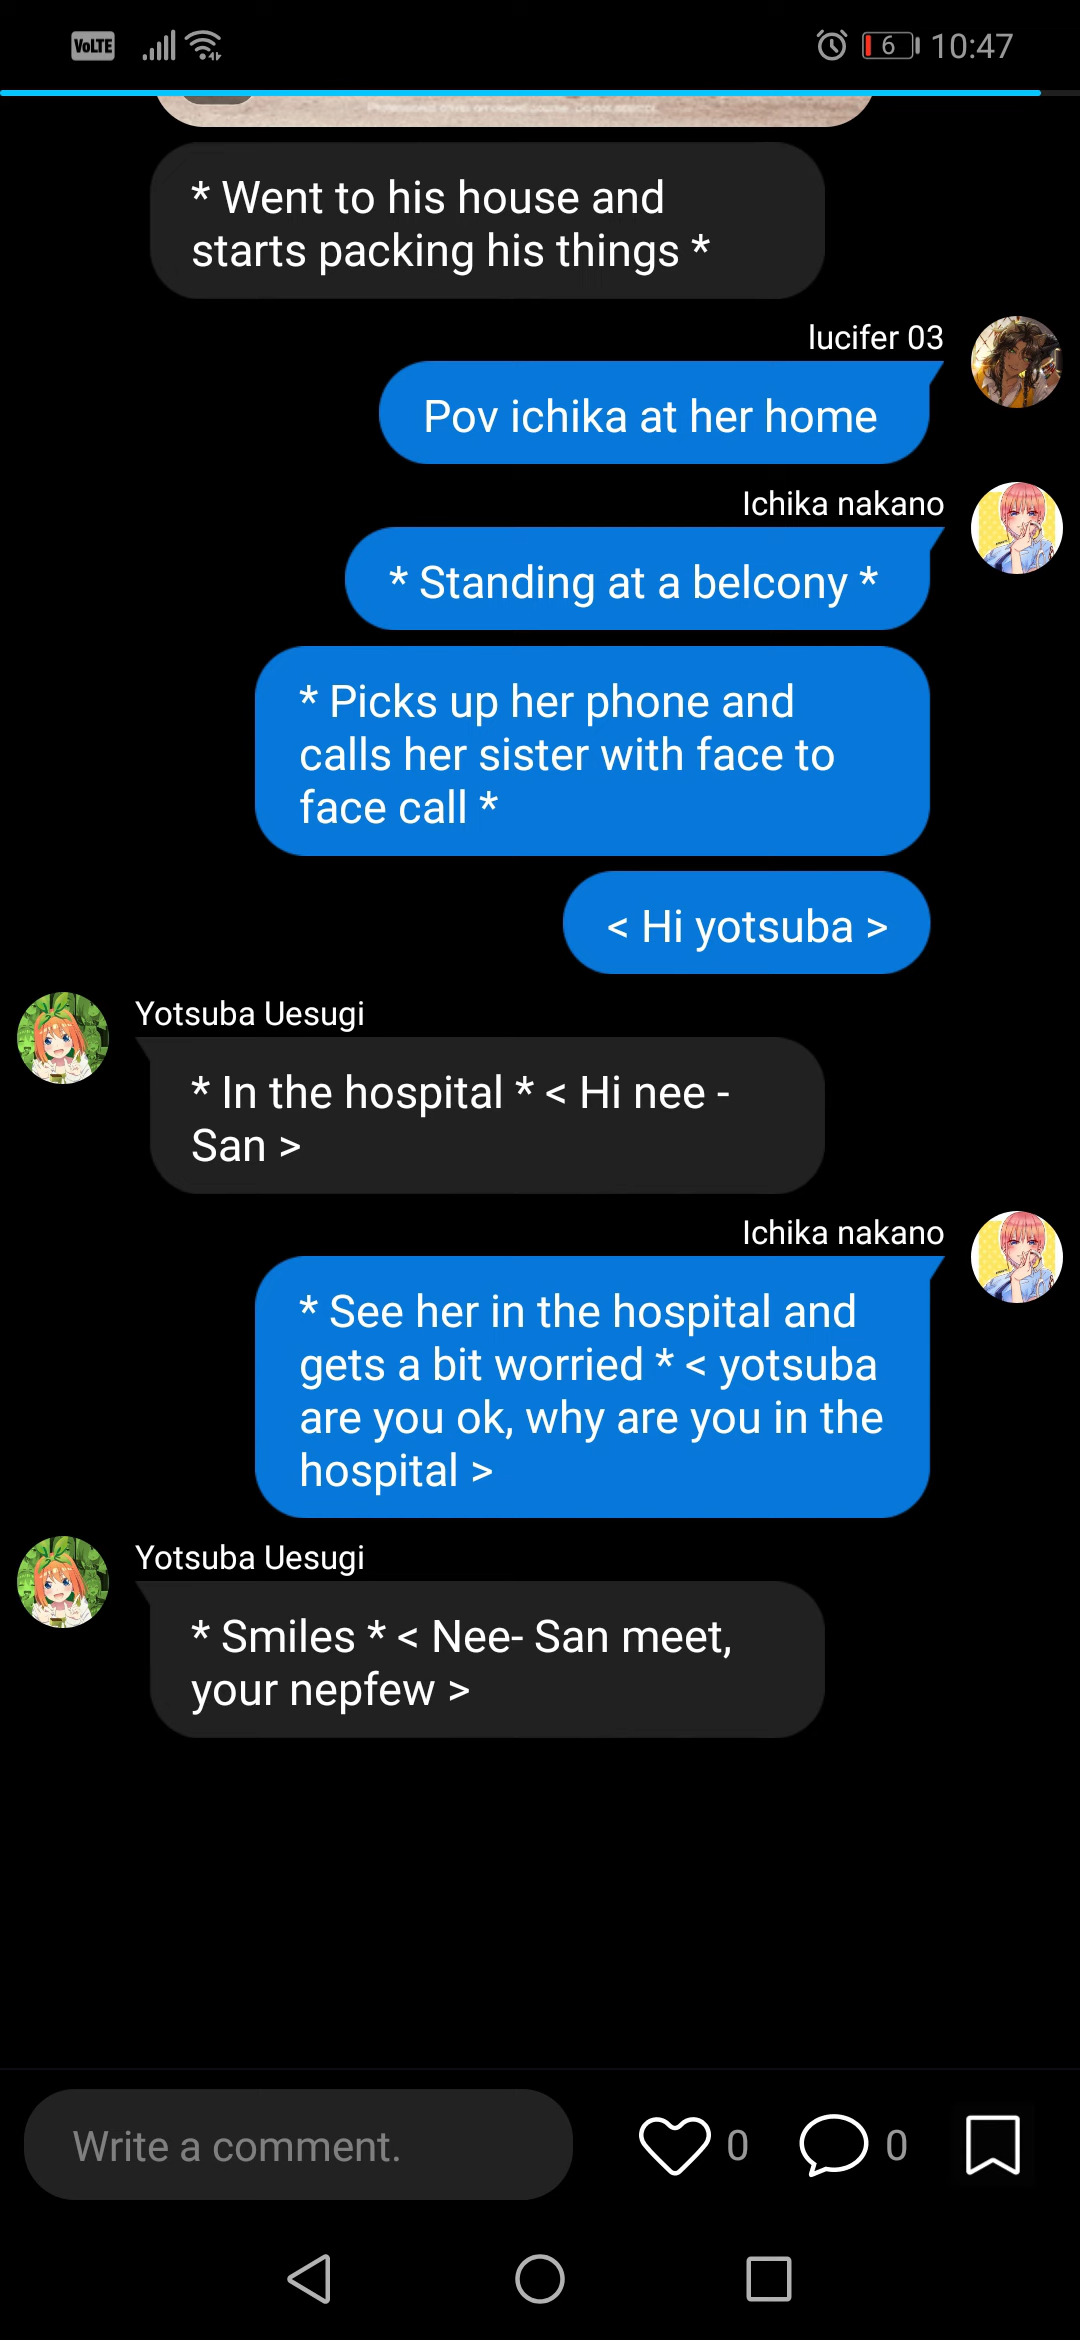 VoLTE
6
10:47
* Went to his house and
starts packing his things *
lucifer 03
Pov ichika at her home
Ichika nakano
* Standing at a belcony *
* Picks up her phone and
calls her sister with face to
face call *
< Hi yotsuba >
Yotsuba Uesugi
* In the hospital * < Hi nee -
San >
Ichika nakano
* See her in the hospital and
gets a bit worried * < yotsuba
are you ok, why are you in the
hospital >
Yotsuba Uesugi
* Smiles * < Nee- San meet,
your nepfew >
Write a comment.
0
0